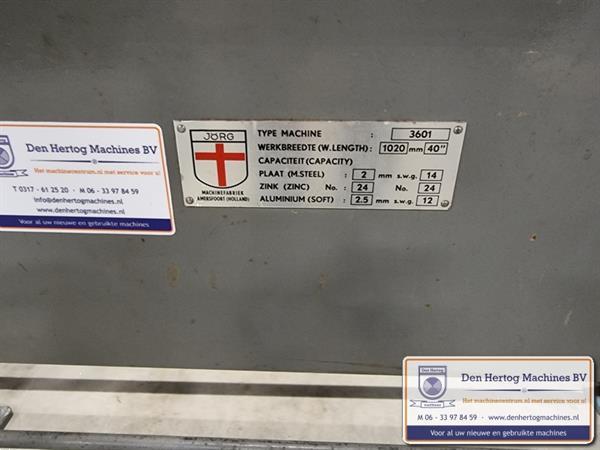 Den Hertog Machines BV
Het machinecentrum.nl met service voor u!
T 0317 - 61 25 20 - M 06 - 33 97 84 59
info@denhertogmachines.nl
www.denhertogmachines.nl
Voor al uw nieuwe en gebruikte machines
JÖRG
MACHINEFABRIEK
AMERSFOORT (HOLLAND)
TYPE MACHINE : 3601
WERKBREEDTE (W.LENGTH): 1020 mm 40"
CAPACITEIT (CAPACITY)
PLAAT (M.STEEL) : 2 mm s.w.g. 14
ZINK (ZINC) No. : 24 No. 24
ALUMINIUM (SOFT) : 2.5 mm s.w.g. 12
Den Hertog
Den Hertog Machines BV
Het machinecentrum.nl met service voor u!
M 06 - 33 97 84 59 - www.denhertogmachines.nl
Voor al uw nieuwe en gebruikte machines